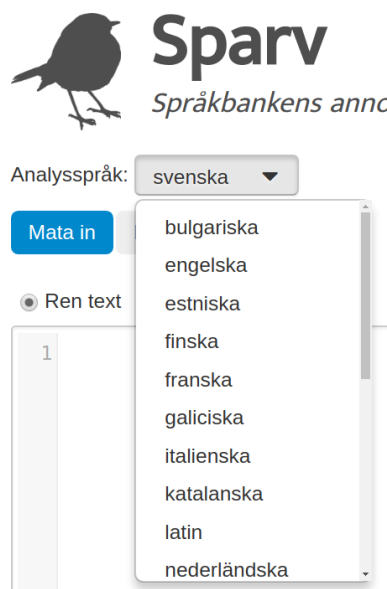 Sparv
Språkbankens
Analysspråk: svenska
Mata in
bulgariska
engelska
Ren text
estniska
finska
1
franska
galiciska
italienska
katalanska
latin
nederländska